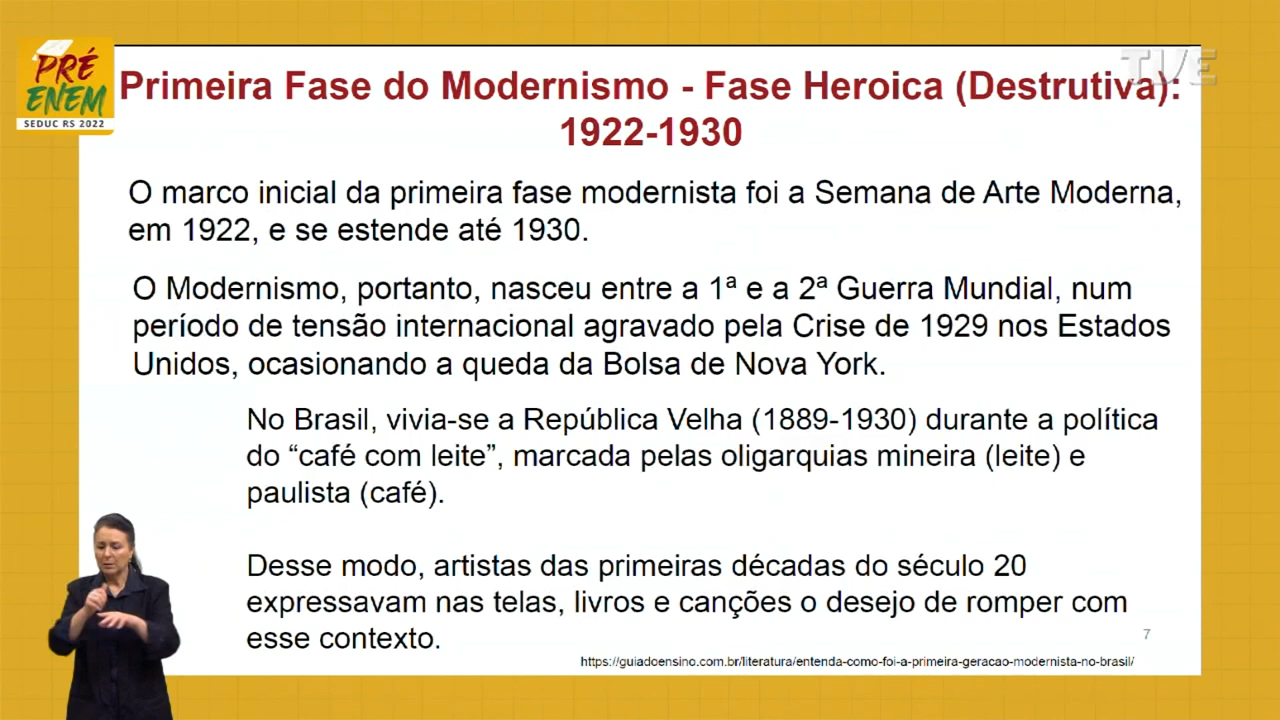 PRÉ
ENEM
SEDUC RS 2022
TVE
Primeira Fase do Modernismo - Fase Heroica (Destrutiva):
1922-1930
O marco inicial da primeira fase modernista foi a Semana de Arte Moderna,
em 1922, e se estende até 1930.
O Modernismo, portanto, nasceu entre a 1ª e a 2ª Guerra Mundial, num
período de tensão internacional agravado pela Crise de 1929 nos Estados
Unidos, ocasionando a queda da Bolsa de Nova York.
No Brasil, vivia-se a República Velha (1889-1930) durante a política
do “café com leite”, marcada pelas oligarquias mineira (leite) e
paulista (café).
Desse modo, artistas das primeiras décadas do século 20
expressavam nas telas, livros e canções o desejo de romper com
esse contexto.
7
https://guiadoensino.com.br/literatura/entenda-como-foi-a-primeira-geracao-modernista-no-brasil/